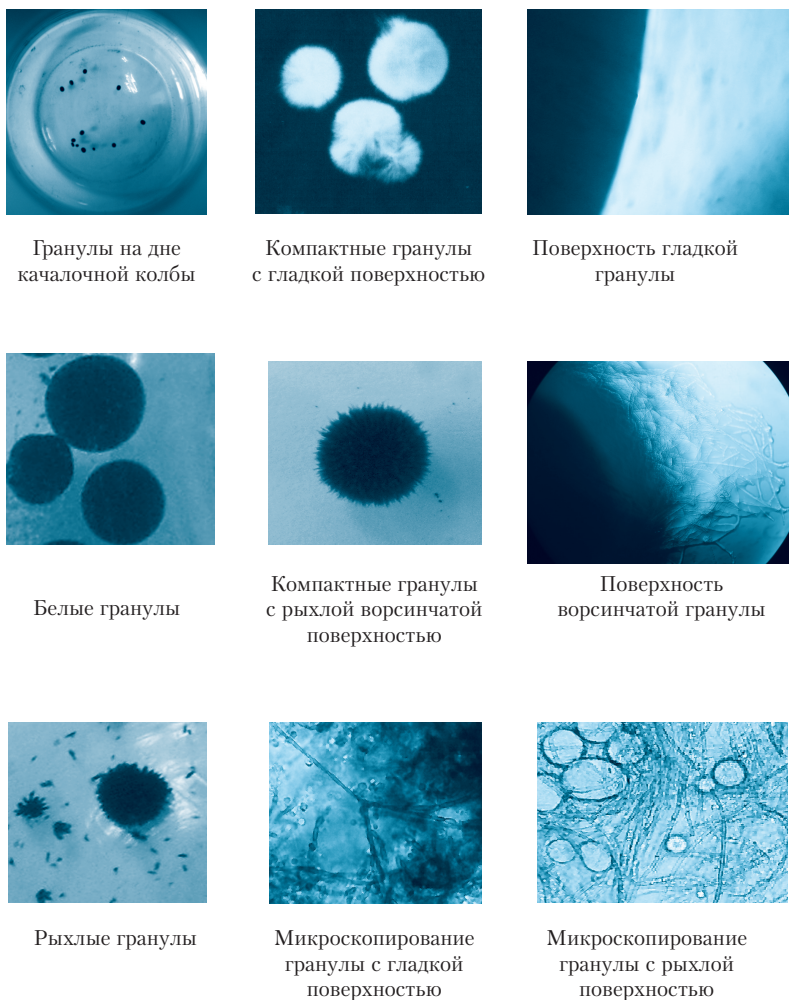 Гранулы на дне
качалочной колбы
Компактные гранулы
с гладкой поверхностью
Поверхность гладкой
гранулы
Белые гранулы
Компактные гранулы
с рыхлой ворсинчатой
поверхностью
Поверхность
ворсинчатой гранулы
Рыхлые гранулы
Микроскопирование
гранулы с гладкой
поверхностью
Микроскопирование
гранулы с рыхлой
поверхностью